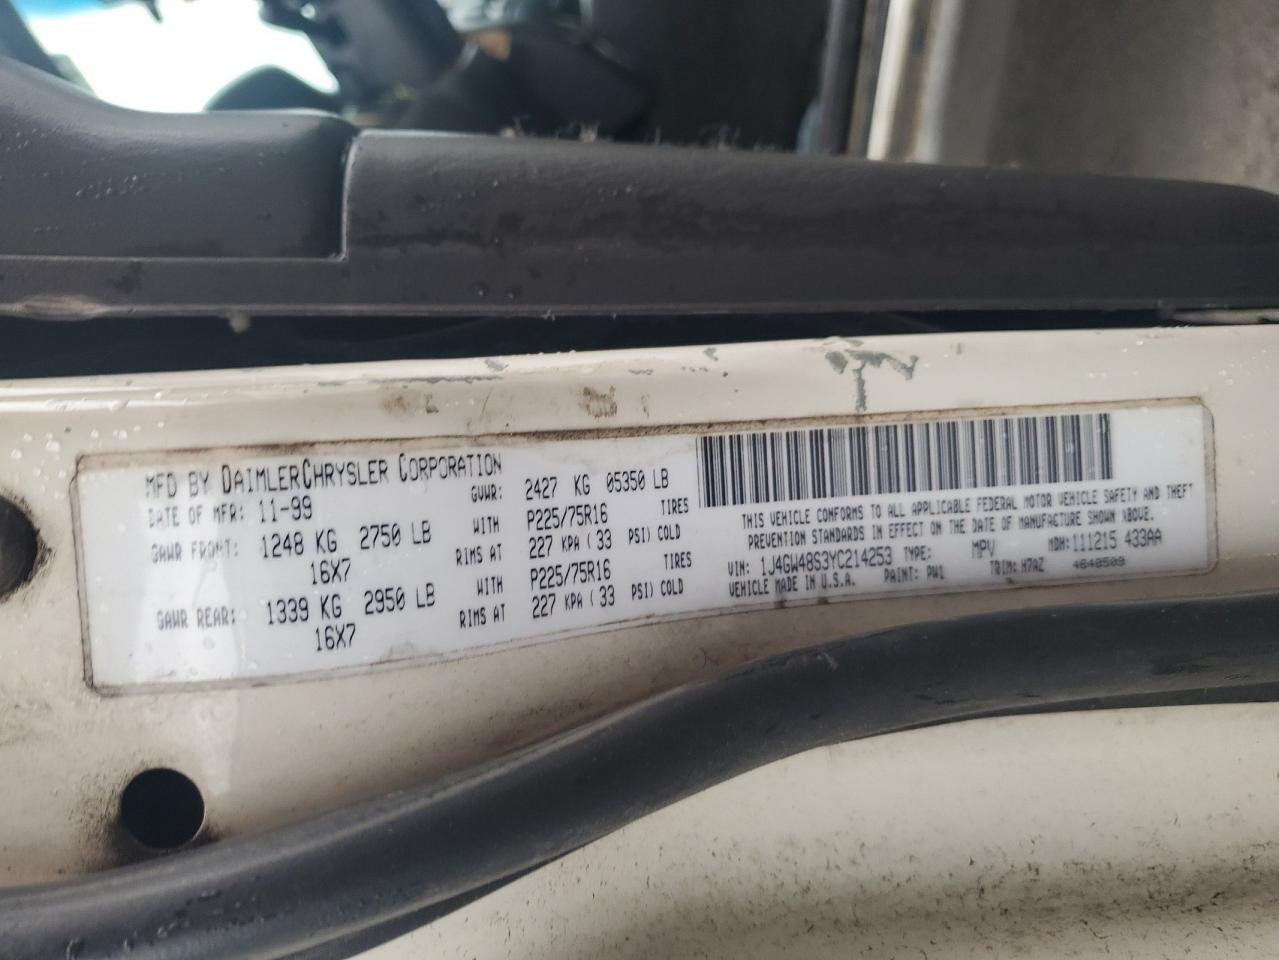 MFD BY DAIMLERCHRYSLER CORPORATION
DATE OF MFR: 11-99 GVWR: 2427 KG 05350 LB
GAWR FRONT: 1248 KG 2750 LB WITH P225/75R16 TIRES
16X7 RIMS AT 227 KPA ( 33 PSI) COLD
GAWR REAR: 1339 KG 2950 LB WITH P225/75R16 TIRES
16X7 RIMS AT 227 KPA ( 33 PSI) COLD
THIS VEHICLE CONFORMS TO ALL APPLICABLE FEDERAL MOTOR VEHICLE SAFETY AND THEFT
PREVENTION STANDARDS IN EFFECT ON THE DATE OF MANUFACTURE SHOWN ABOVE.
VIN: 1J4GW48S3YC214253 TYPE: MPV MDH: 111215 433AA
VEHICLE MADE IN U.S.A. PAINT: PW1 TRIM: H7AZ 4648509